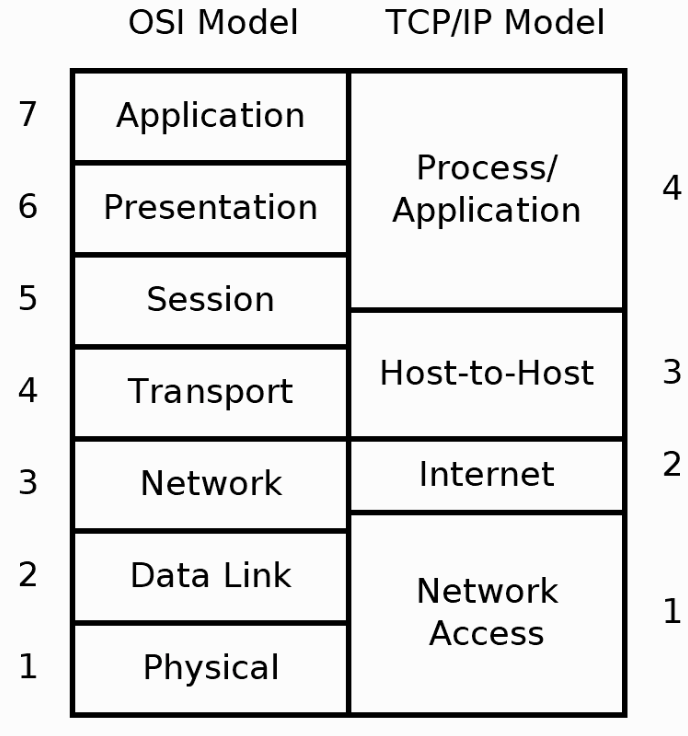 OSI Model TCP/IP Model
7 Application
Process/
Application
4
6 Presentation
5 Session
Host-to-Host 3
4 Transport
Internet 2
3 Network
2 Data Link
Network
Access
1
1 Physical